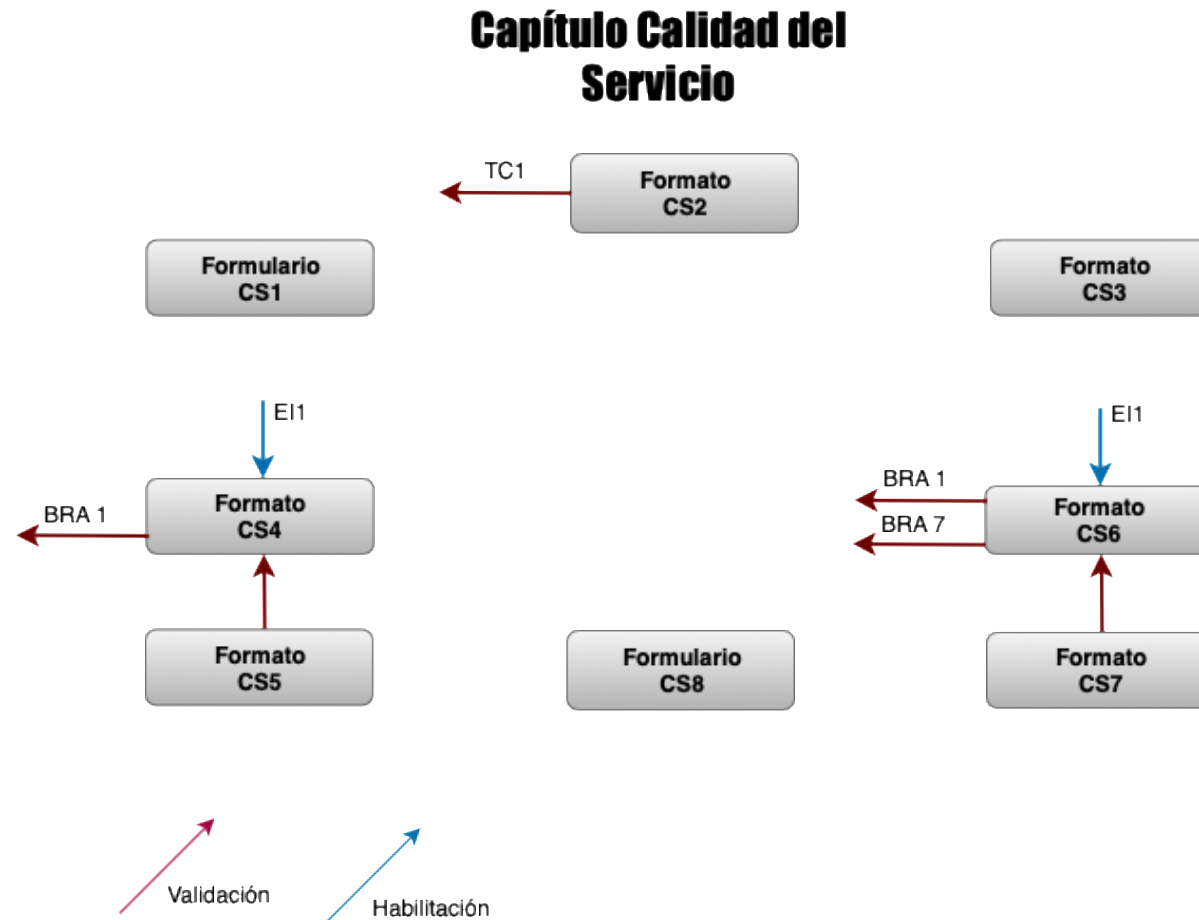 Capítulo Calidad del
Servicio
TC1
Formato
CS2
Formulario
CS1
Formato
CS3
EI1
EI1
BRA 1
Formato
CS4
BRA 1
BRA 7
Formato
CS6
Formato
CS5
Formulario
CS8
Formato
CS7
Validación
Habilitación